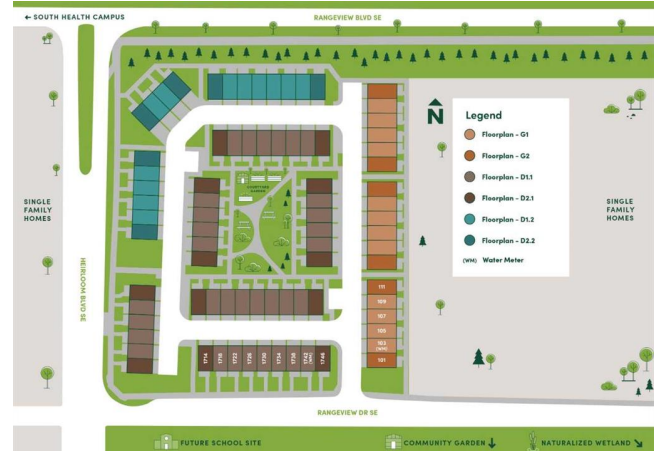 ← SOUTH HEALTH CAMPUS
RANGEVIEW BLVD SE
N
Legend
Floorplan - G1
Floorplan - G2
Floorplan - D1.1
Floorplan - D2.1
Floorplan - D1.2
Floorplan - D2.2
(WM) Water Meter
COURTYARD
GARDEN
SINGLE
FAMILY
HOMES
SINGLE
FAMILY
HOMES
HEIRLOOM BLVD SE
111
109
107
105
103
(WM)
101
1714
1718
1722
1726
1730
1734
1738
1742
(WM)
1746
RANGEVIEW DR SE
FUTURE SCHOOL SITE
COMMUNITY GARDEN ↓
NATURALIZED WETLAND ↘